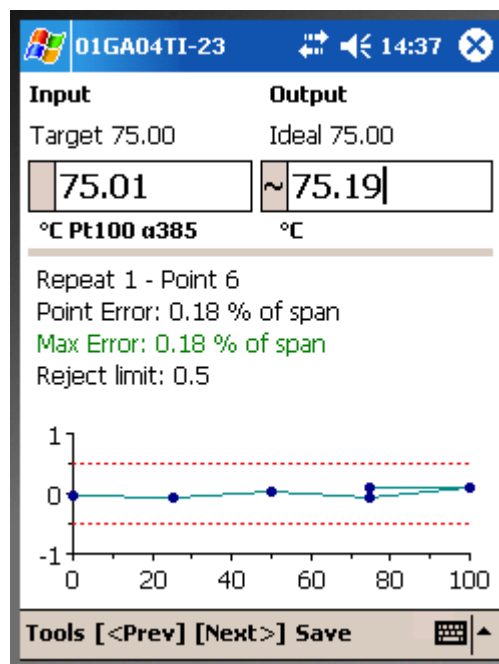 01GA04TI-23 14:37
Input Output
Target 75.00 Ideal 75.00
75.01 ~ 75.19
°C Pt100 α385 °C
Repeat 1 - Point 6
Point Error: 0.18 % of span
Max Error: 0.18 % of span
Reject limit: 0.5
1
0
-1
0 20 40 60 80 100
Tools [<Prev] [Next>] Save